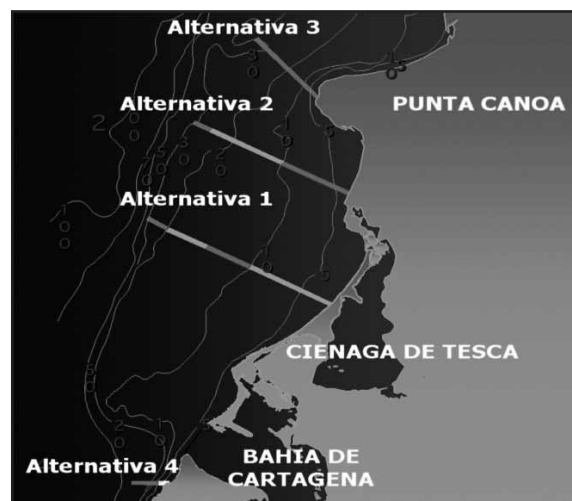 Alternativa 3
PUNTA CANOA
Alternativa 2
Alternativa 1
CIENAGA DE TESCA
BAHIA DE
CARTAGENA
Alternativa 4